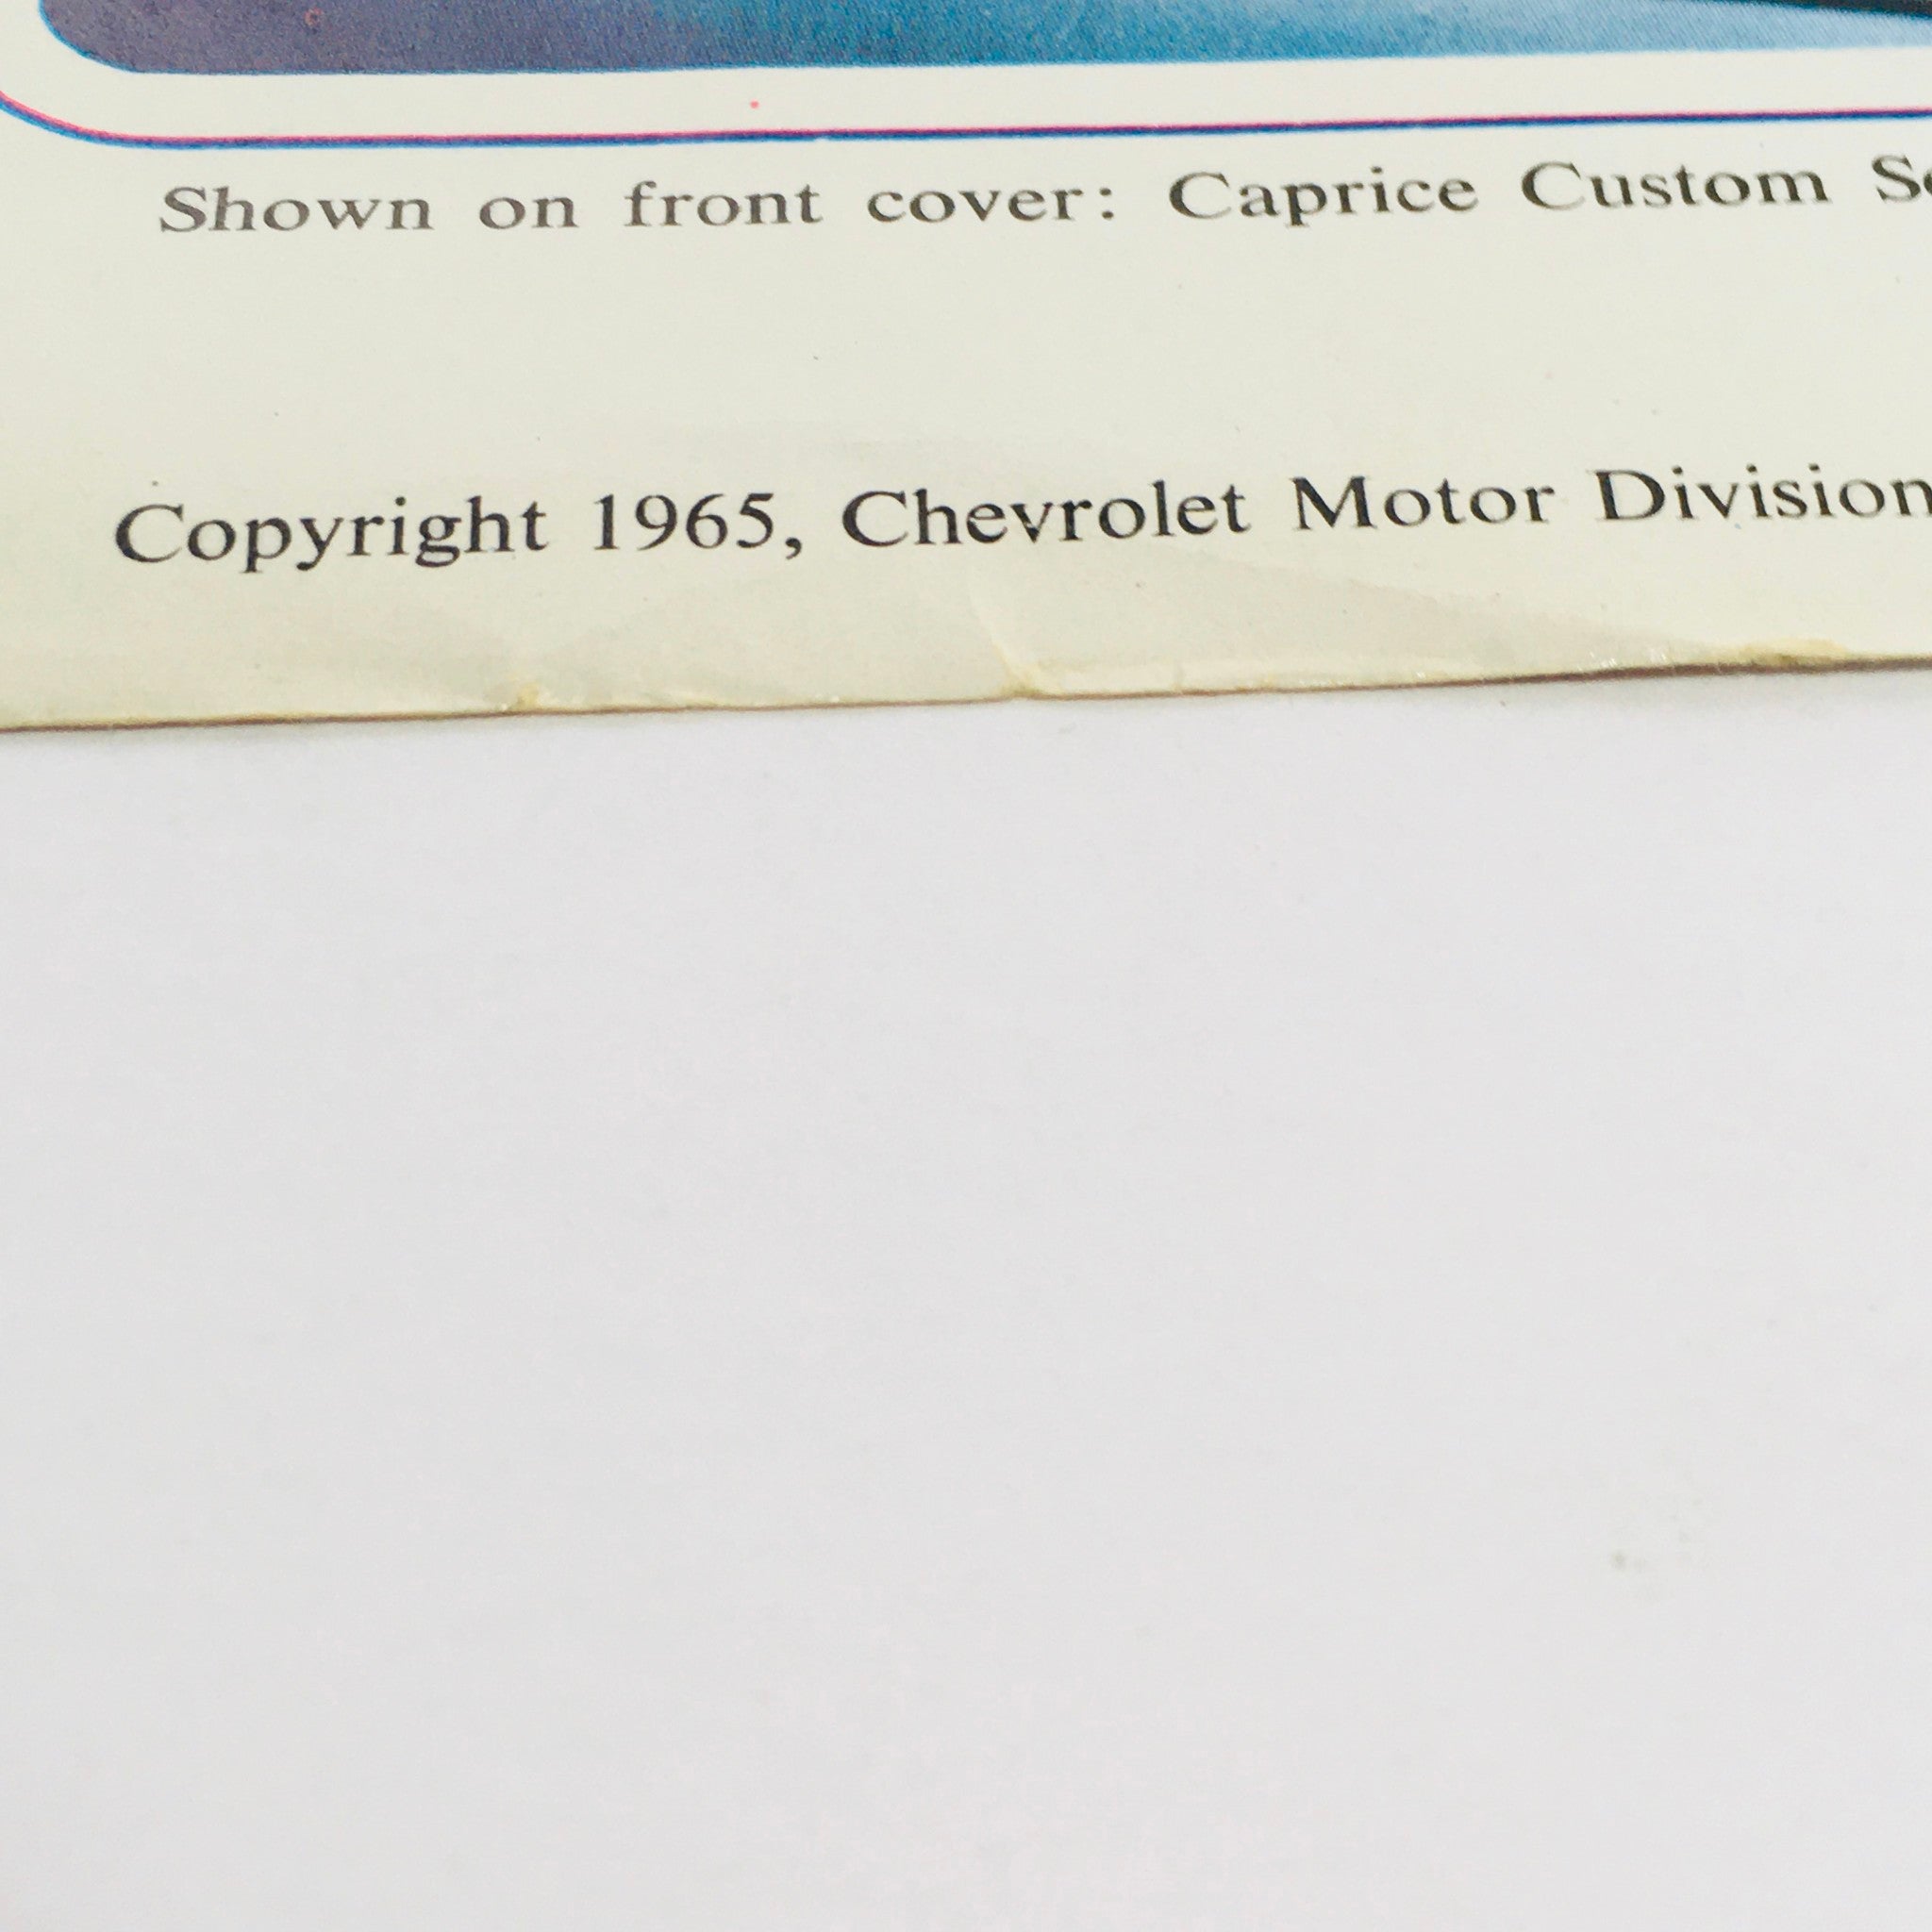 Shown on front cover: Caprice Custom
Copyright 1965, Chevrolet Motor Division